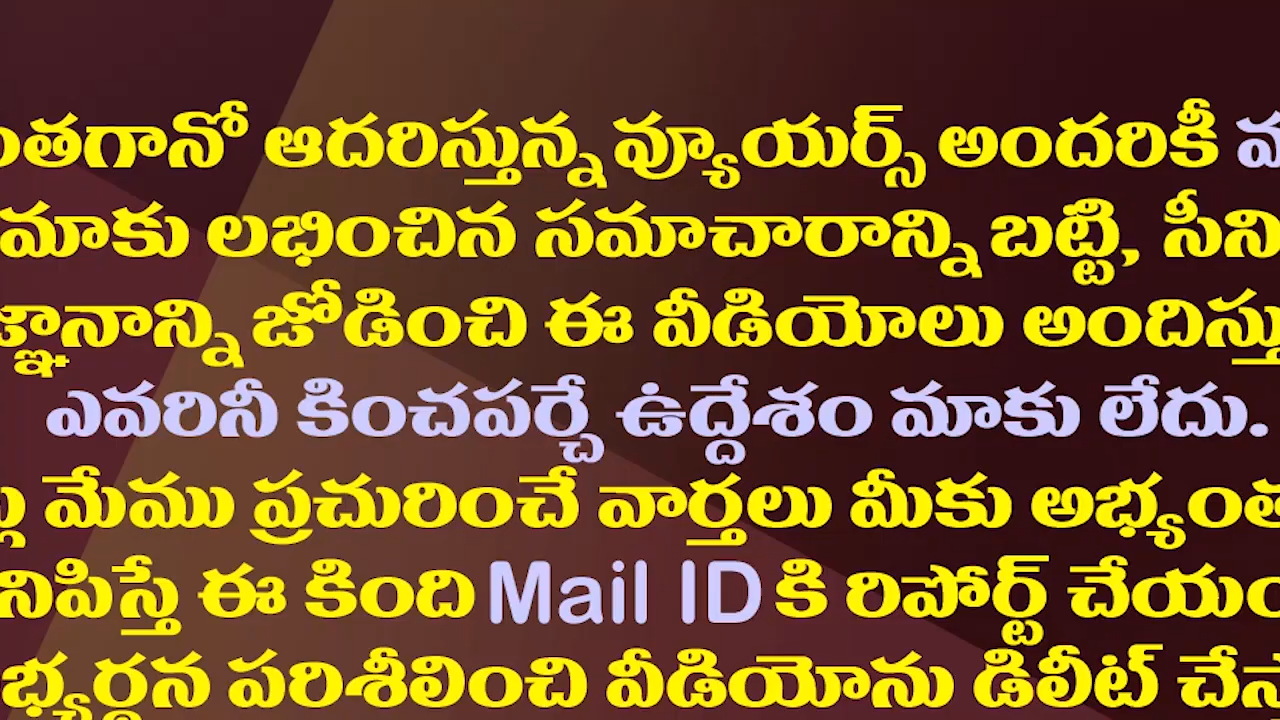 ంతగానో ఆదరిస్తున్న వ్యూయర్స్ అందరికీ
మాకు లభించిన సమాచారాన్ని బట్టి, సీని
జ్ఞానాన్ని జోడించి ఈ వీడియోలు అందిస్తు
ఎవరినీ కించపర్చే ఉద్దేశం మాకు లేదు.
మేము ప్రచురించే వార్తలు మీకు అభ్యంత
నిపిస్తే ఈ కింది Mail ID కి రిపోర్ట్ చేయం
భ్యర్థన పరిశీలించి వీడియోను డిలీట్ చేస